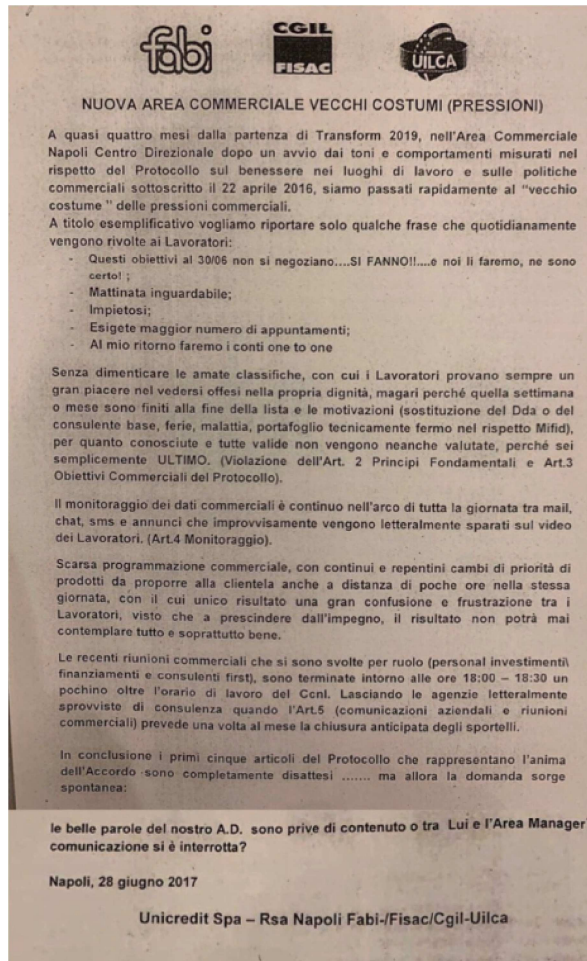 fabi
CGIL
FISAC
UILCA
NUOVA AREA COMMERCIALE VECCHI COSTUMI (PRESSIONI)
A quasi quattro mesi dalla partenza di Transform 2019, nell'Area Commerciale
Napoli Centro Direzionale dopo un avvio dai toni e comportamenti misurati nel
rispetto del Protocollo sul benessere nei luoghi di lavoro e sulle politiche
commerciali sottoscritto il 22 aprile 2016, siamo passati rapidamente al "vecchio
costume " delle pressioni commerciali.
A titolo esemplificativo vogliamo riportare solo qualche frase che quotidianamente
vengono rivolte ai Lavoratori:
- Questi obiettivi al 30/06 non si negoziano....SI FANNO!!....e noi li faremo, ne sono
certo! ;
- Mattinata inguardabile;
- Impietosi;
- Esigete maggior numero di appuntamenti;
- Al mio ritorno faremo i conti one to one
Senza dimenticare le amate classifiche, con cui i Lavoratori provano sempre un
gran piacere nel vedersi offesi nella propria dignità, magari perché quella settimana
o mese sono finiti alla fine della lista e le motivazioni (sostituzione del Dda o del
consulente base, ferie, malattia, portafoglio tecnicamente fermo nel rispetto Mifid),
per quanto conosciute e tutte valide non vengono neanche valutate, perché sei
semplicemente ULTIMO. (Violazione dell'Art. 2 Principi Fondamentali e Art.3
Obiettivi Commerciali del Protocollo).
Il monitoraggio dei dati commerciali è continuo nell'arco di tutta la giornata tra mail,
chat, sms e annunci che improvvisamente vengono letteralmente sparati sul video
dei Lavoratori. (Art.4 Monitoraggio).
Scarsa programmazione commerciale, con continui e repentini cambi di priorità di
prodotti da proporre alla clientela anche a distanza di poche ore nella stessa
giornata, con il cui unico risultato una gran confusione e frustrazione tra i
Lavoratori, visto che a prescindere dall'impegno, il risultato non potrà mai
contemplare tutto e soprattutto bene.
Le recenti riunioni commerciali che si sono svolte per ruolo (personal investimenti\
finanziamenti e consulenti first), sono terminate intorno alle ore 18:00 – 18:30 un
pochino oltre l'orario di lavoro del Ccnl. Lasciando le agenzie letteralmente
sprovviste di consulenza quando l'Art.5 (comunicazioni aziendali e riunioni
commerciali) prevede una volta al mese la chiusura anticipata degli sportelli.
In conclusione i primi cinque articoli del Protocollo che rappresentano l'anima
dell'Accordo sono completamente disattesi ....... ma allora la domanda sorge
spontanea:
le belle parole del nostro A.D. sono prive di contenuto o tra Lui e l'Area Manager
comunicazione si è interrotta?
Napoli, 28 giugno 2017
Unicredit Spa – Rsa Napoli Fabi-/Fisac/Cgil-Uilca